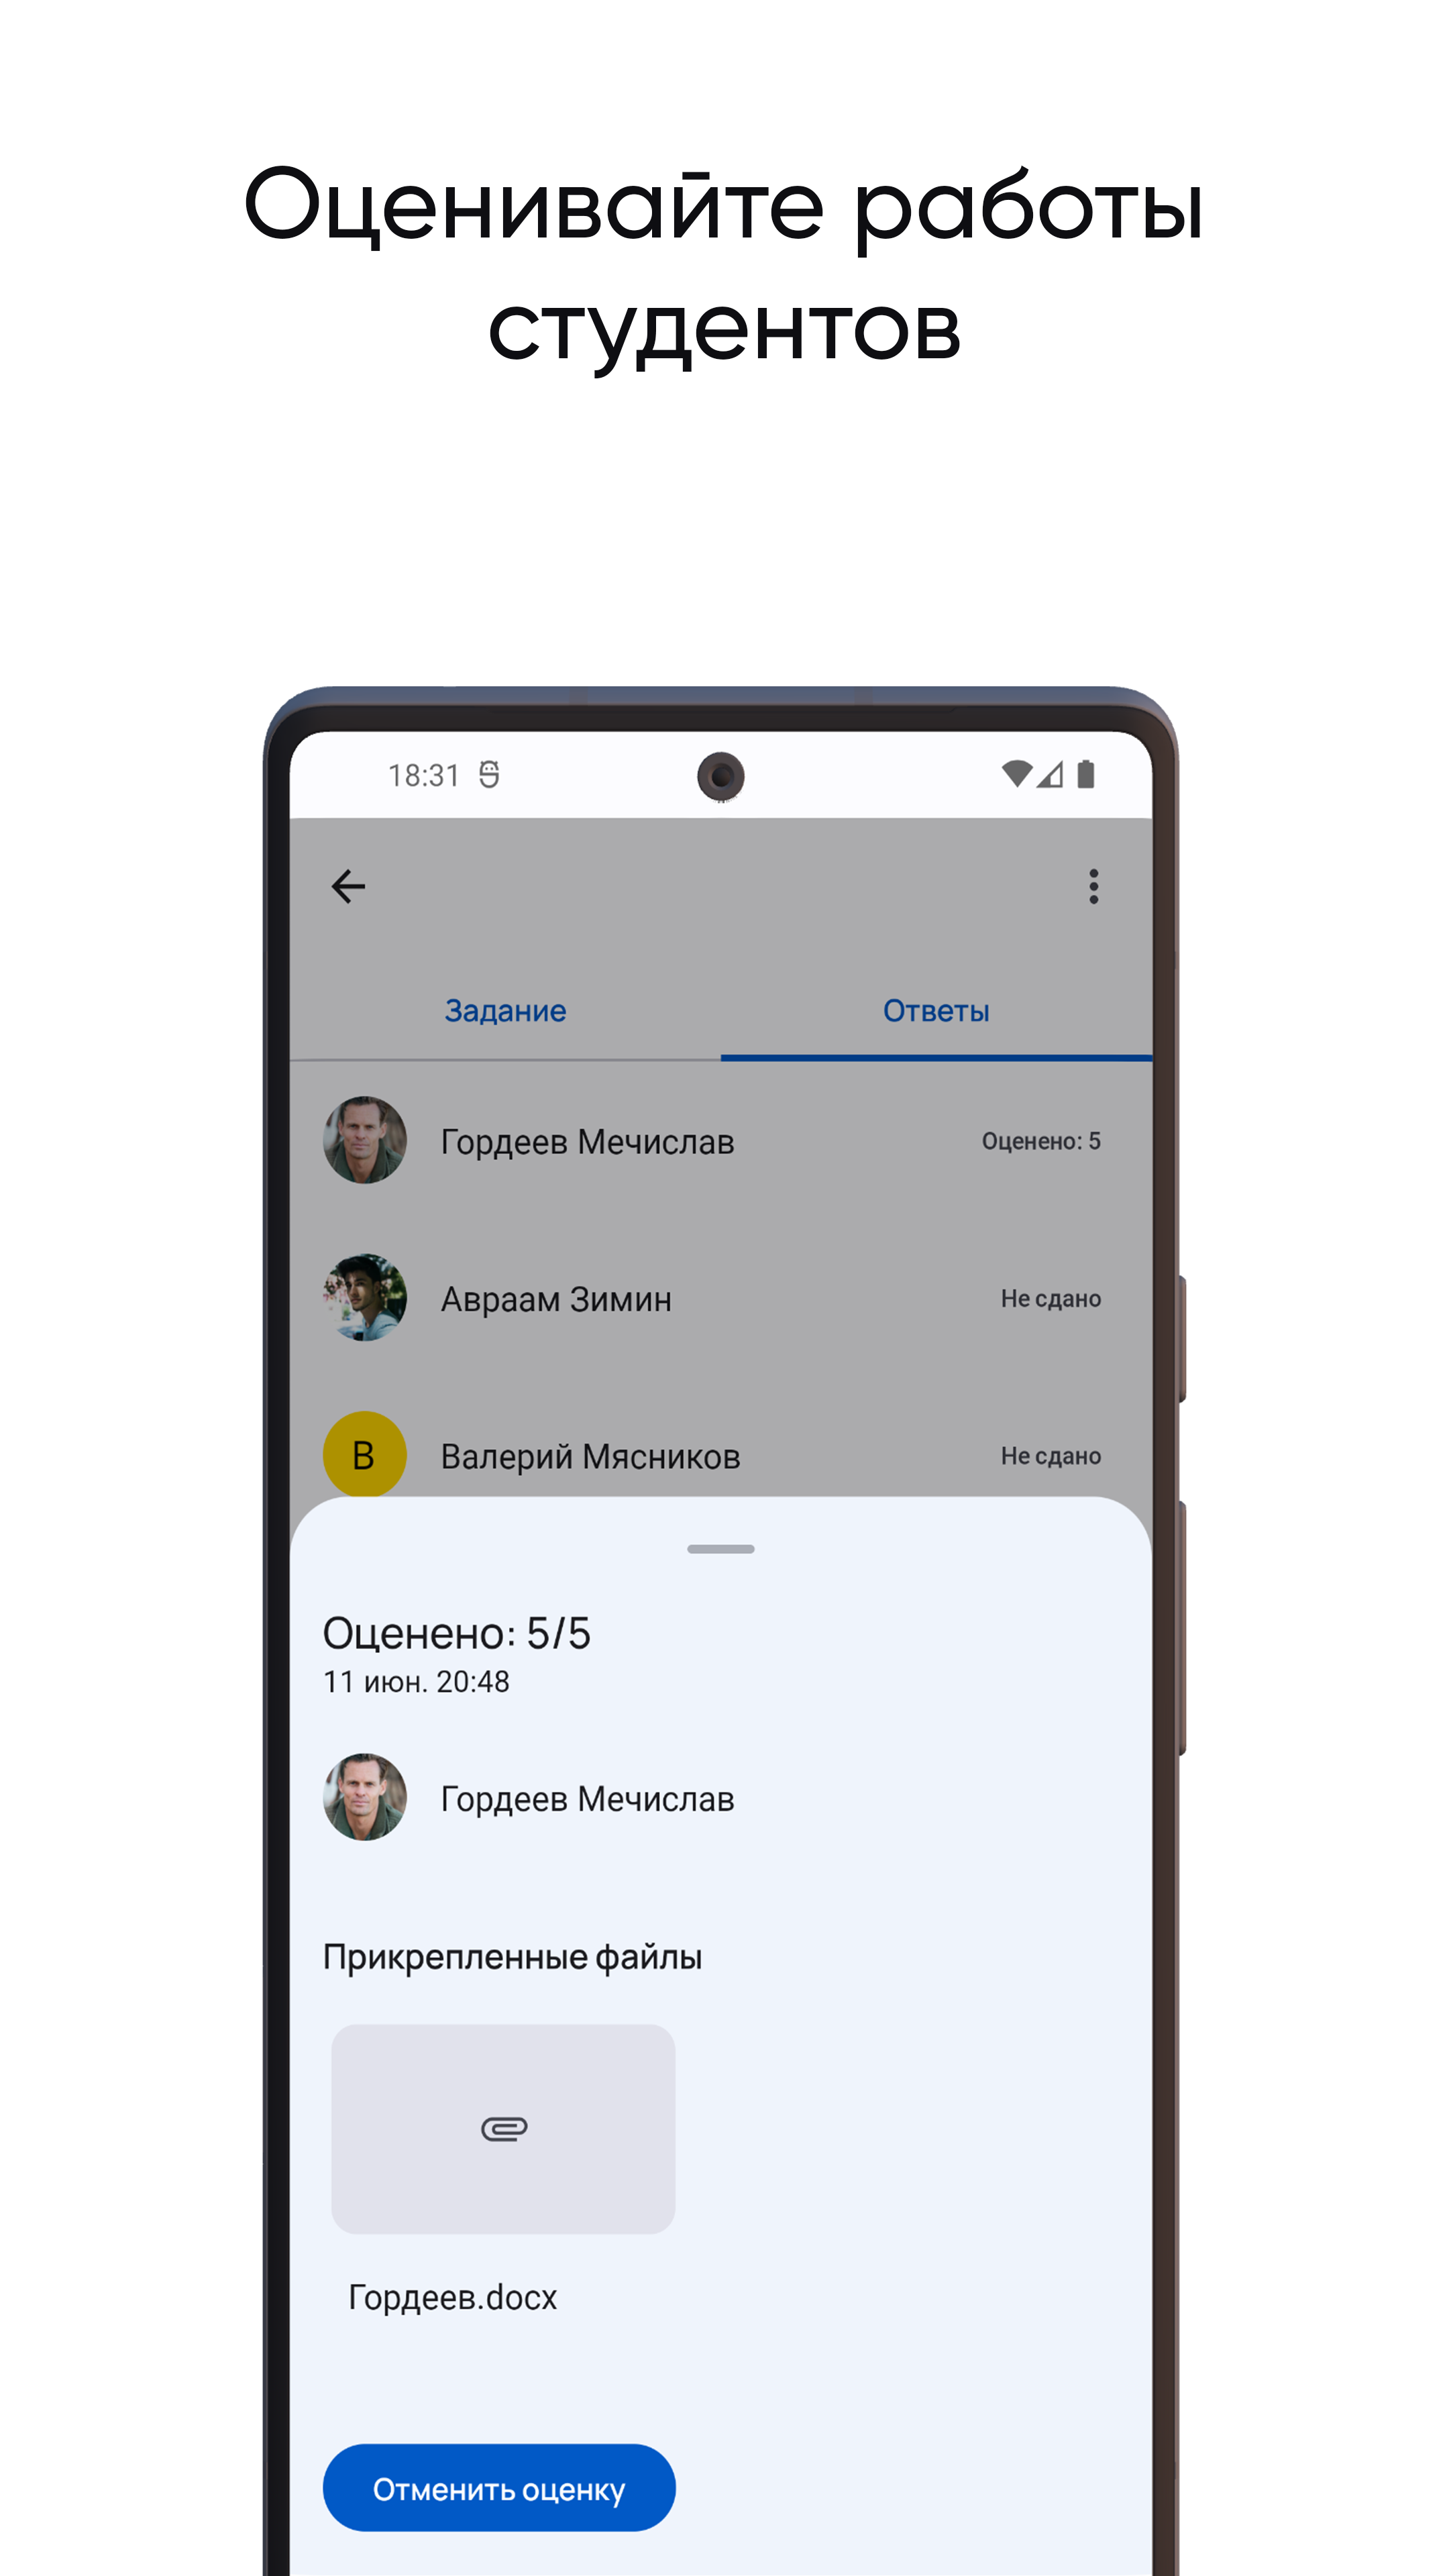 Оценивайте работы
студентов
18:31
Задание Ответы
Гордеев Мечислав Оценено: 5
Авраам Зимин Не сдано
В Валерий Мясников Не сдано
Оценено: 5/5
11 июн. 20:48
Гордеев Мечислав
Прикрепленные файлы
Гордеев.docx
Отменить оценку